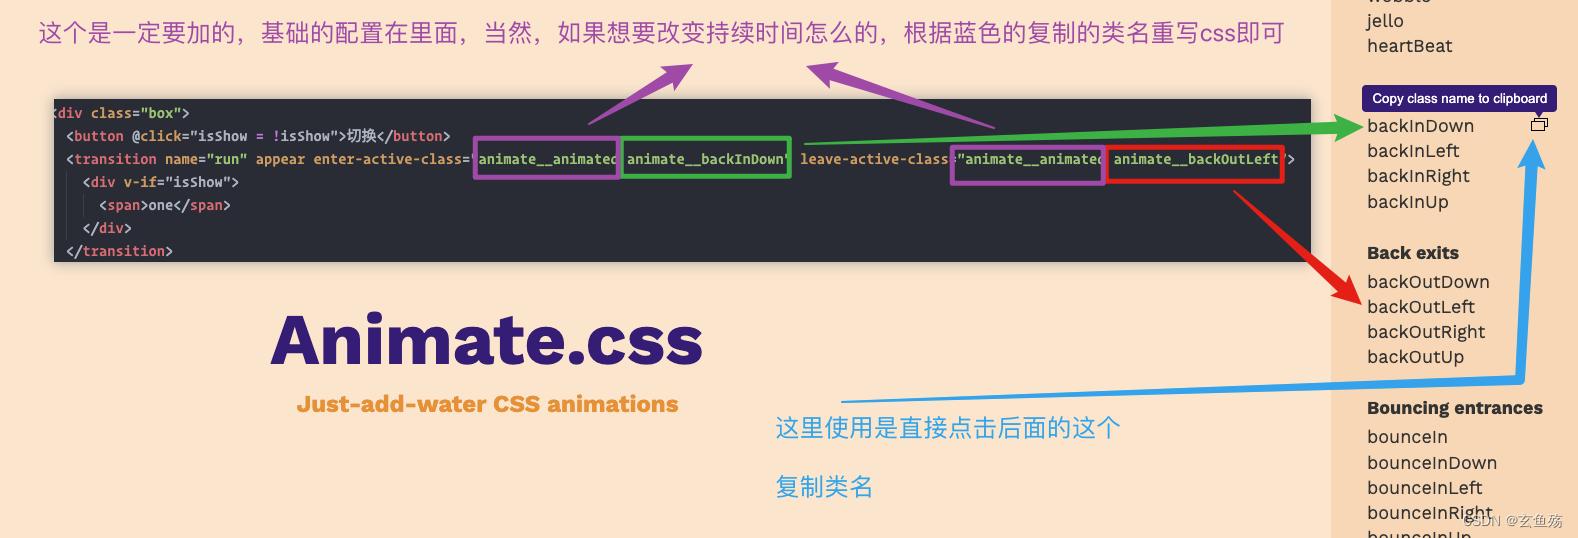 这个是一定要加的，基础的配置在里面，当然，如果想要改变持续时间怎么的，根据蓝色的复制的类名重写css即可
<div class="box">
<button @click="isShow = !isShow">切换</button>
<transition name="run" appear enter-active-class="animate__animated animate__backInDown" leave-active-class="animate__animated animate__backOutLeft">
<div v-if="isShow">
<span>one</span>
</div>
</transition>
Animate.css
Just-add-water CSS animations
这里使用是直接点击后面的这个
复制类名
wobble
jello
heartBeat
Copy class name to clipboard
backInDown
backInLeft
backInRight
backInUp
Back exits
backOutDown
backOutLeft
backOutRight
backOutUp
Bouncing entrances
bounceIn
bounceInDown
bounceInLeft
bounceInRight
bounceInUp
CSDN @玄鱼殇